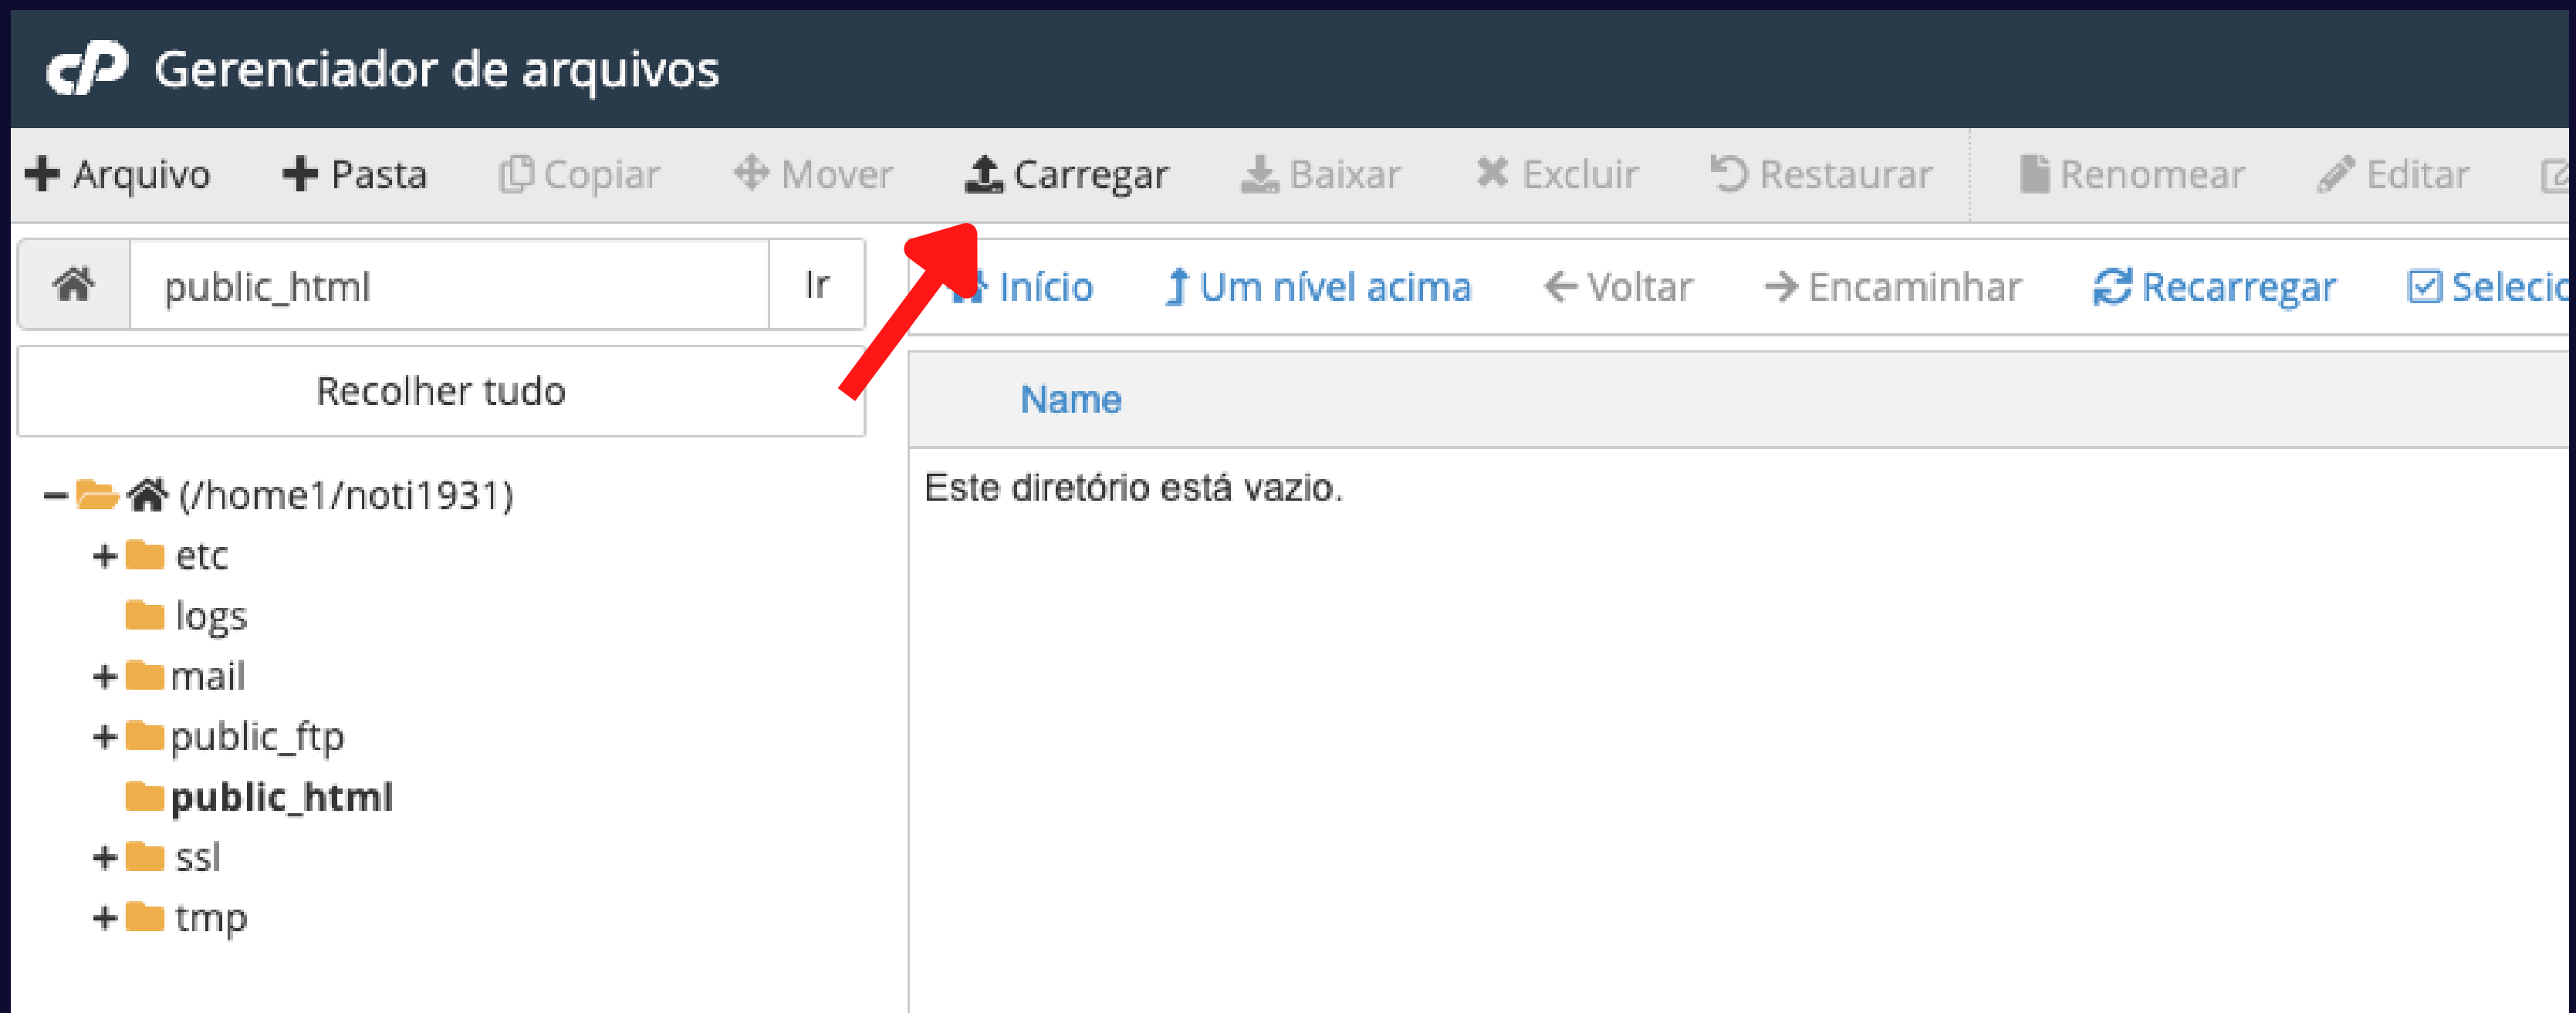 cP Gerenciador de arquivos
Arquivo Pasta Copiar Mover Carregar Baixar Excluir Restaurar Renomear Editar
public_html Ir
Início Um nível acima Voltar Encaminhar Recarregar Selecio
Recolher tudo
Name
Este diretório está vazio.
(/home1/noti1931)
etc
logs
mail
public_ftp
public_html
ssl
tmp